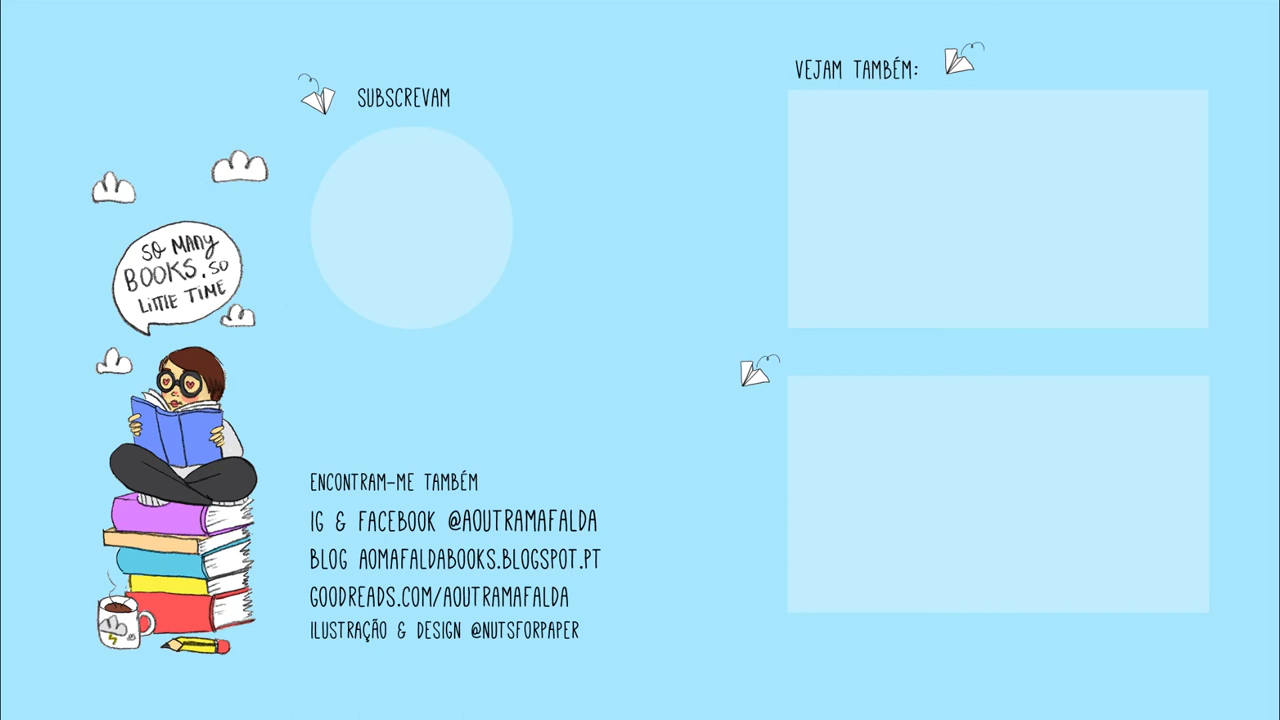 SUBSCREVAM
VEJAM TAMBÉM:
SO MANY
BOOKS, SO
LITTLE TIME
ENCONTRAM-ME TAMBÉM
IG & FACEBOOK @AOUTRAMAFALDA
BLOG AOMAFALDABOOKS.BLOGSPOT.PT
GOODREADS.COM/AOUTRAMAFALDA
ILUSTRAÇÃO & DESIGN @NUTSFORPAPER